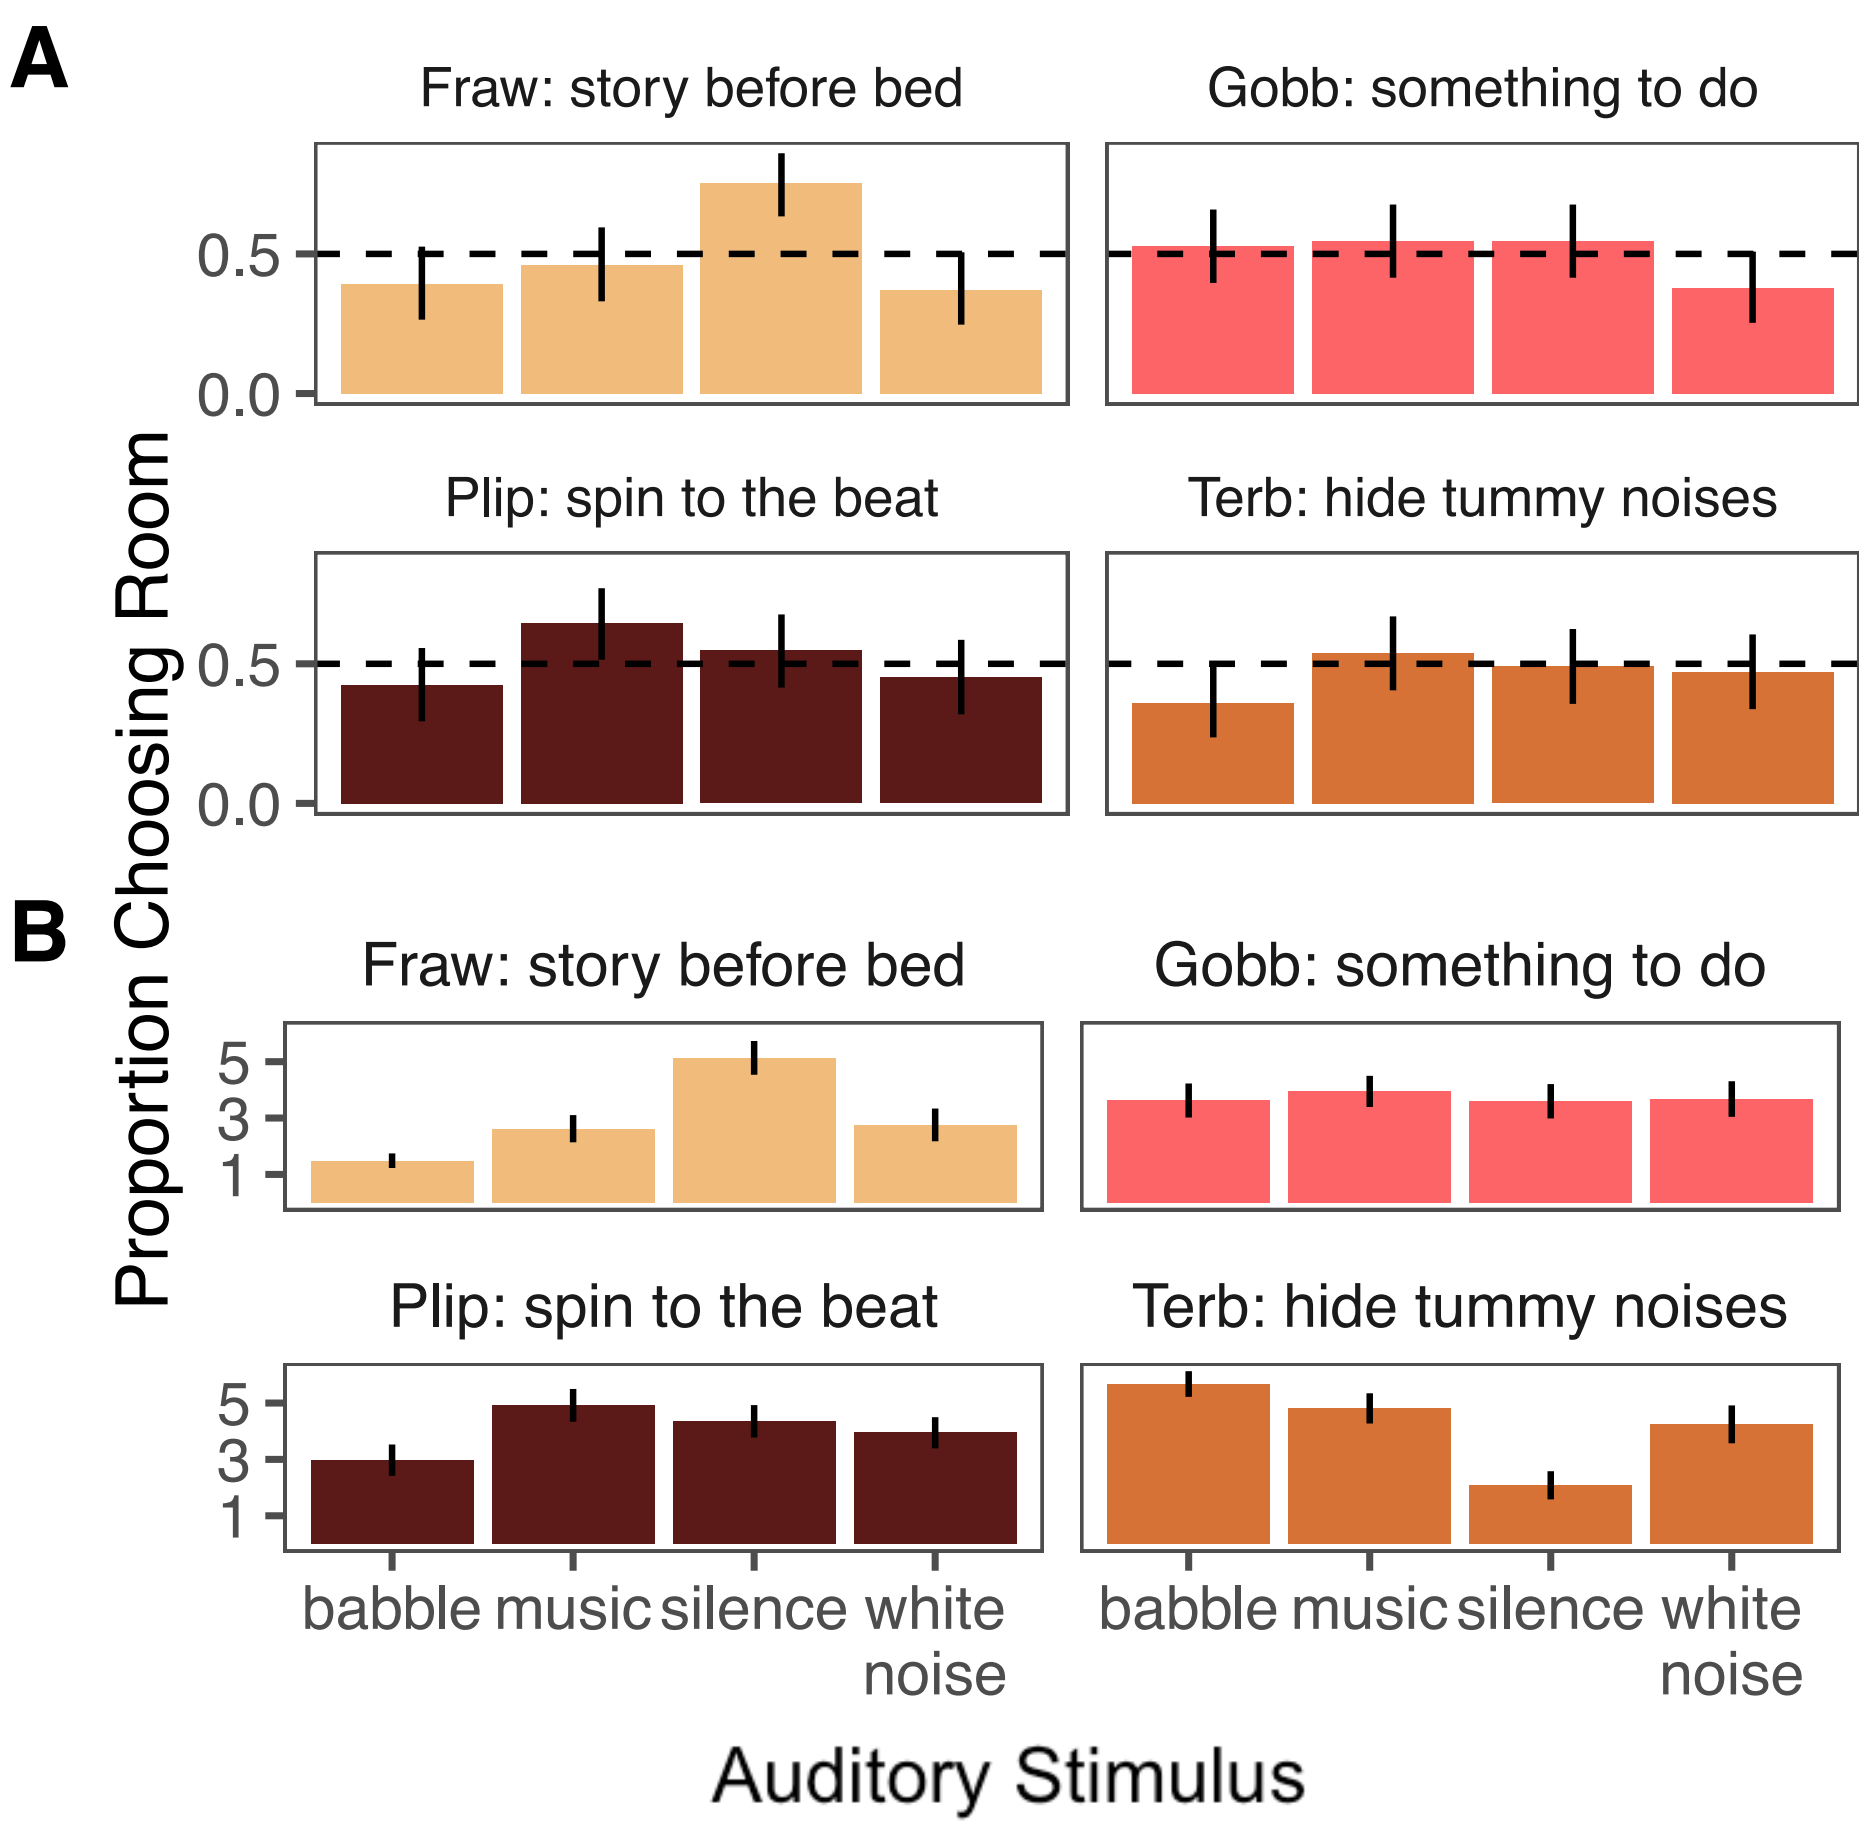 A
Fraw: story before bed
Gobb: something to do
0.5
0.0
Plip: spin to the beat
Terb: hide tummy noises
0.5
0.0
Proportion Choosing Room
B
Fraw: story before bed
Gobb: something to do
5
3
1
Plip: spin to the beat
Terb: hide tummy noises
5
3
1
babble music silence white noise
babble music silence white noise
Auditory Stimulus